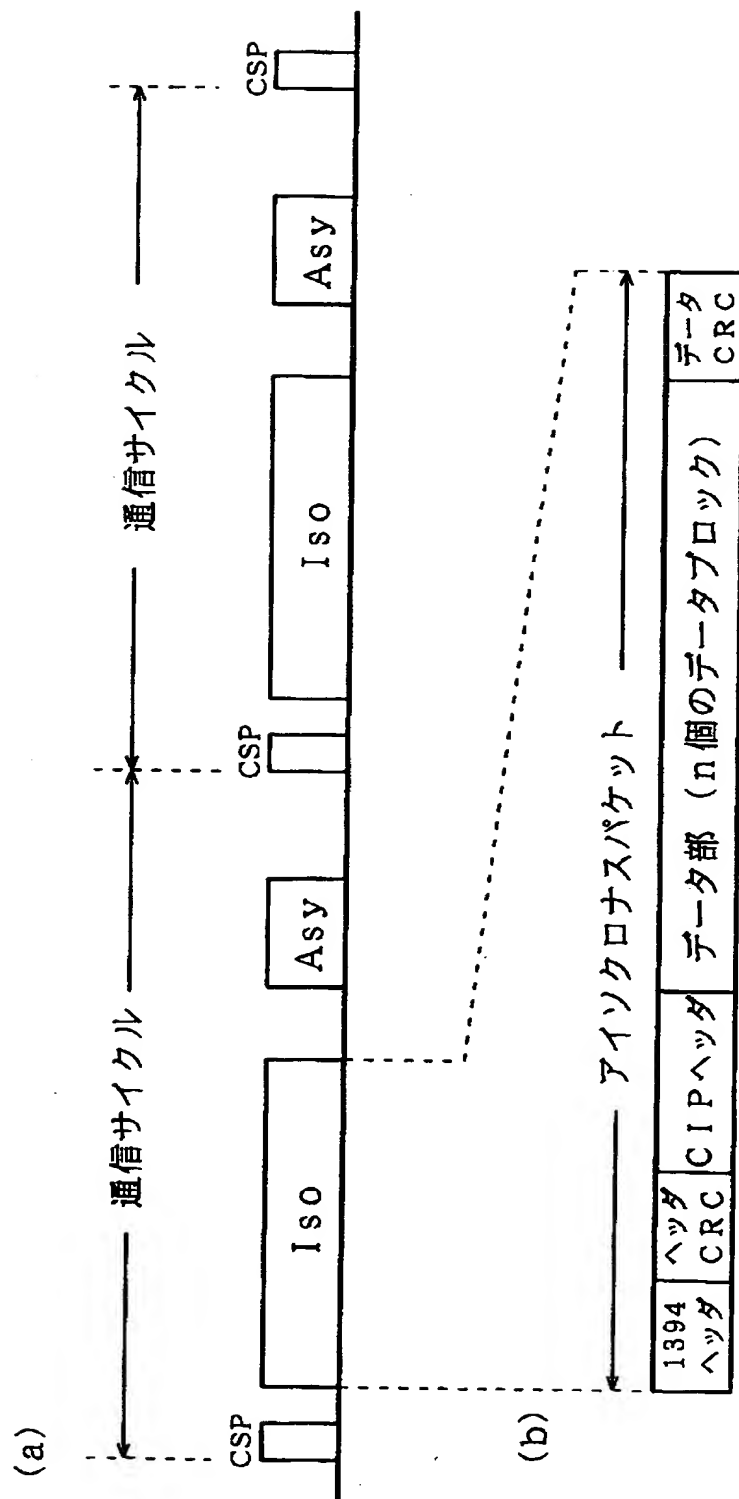 (a)
通信サイクル
通信サイクル
CSP
Iso
Asy
CSP
Iso
Asy
CSP
(b)
アイソクロナスパケット
1394
ヘッダ
ヘッダ
CRC
CIPヘッダ
データ部 (n個のデータブロック)
データ
CRC